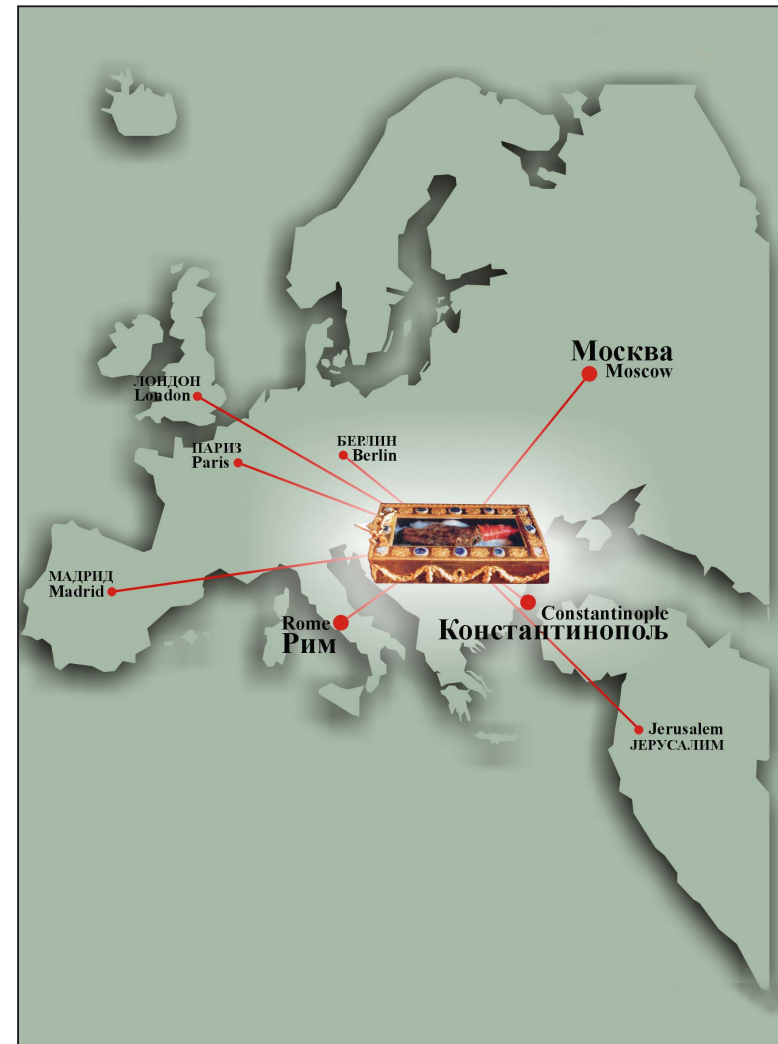 Москва
Moscow
ЛОНДОН
London
БЕРЛИН
Berlin
ПАРИЗ
Paris
МАДРИД
Madrid
Rome
Рим
Constantinople
Константинопољ
Jerusalem
ЈЕРУСАЛИМ